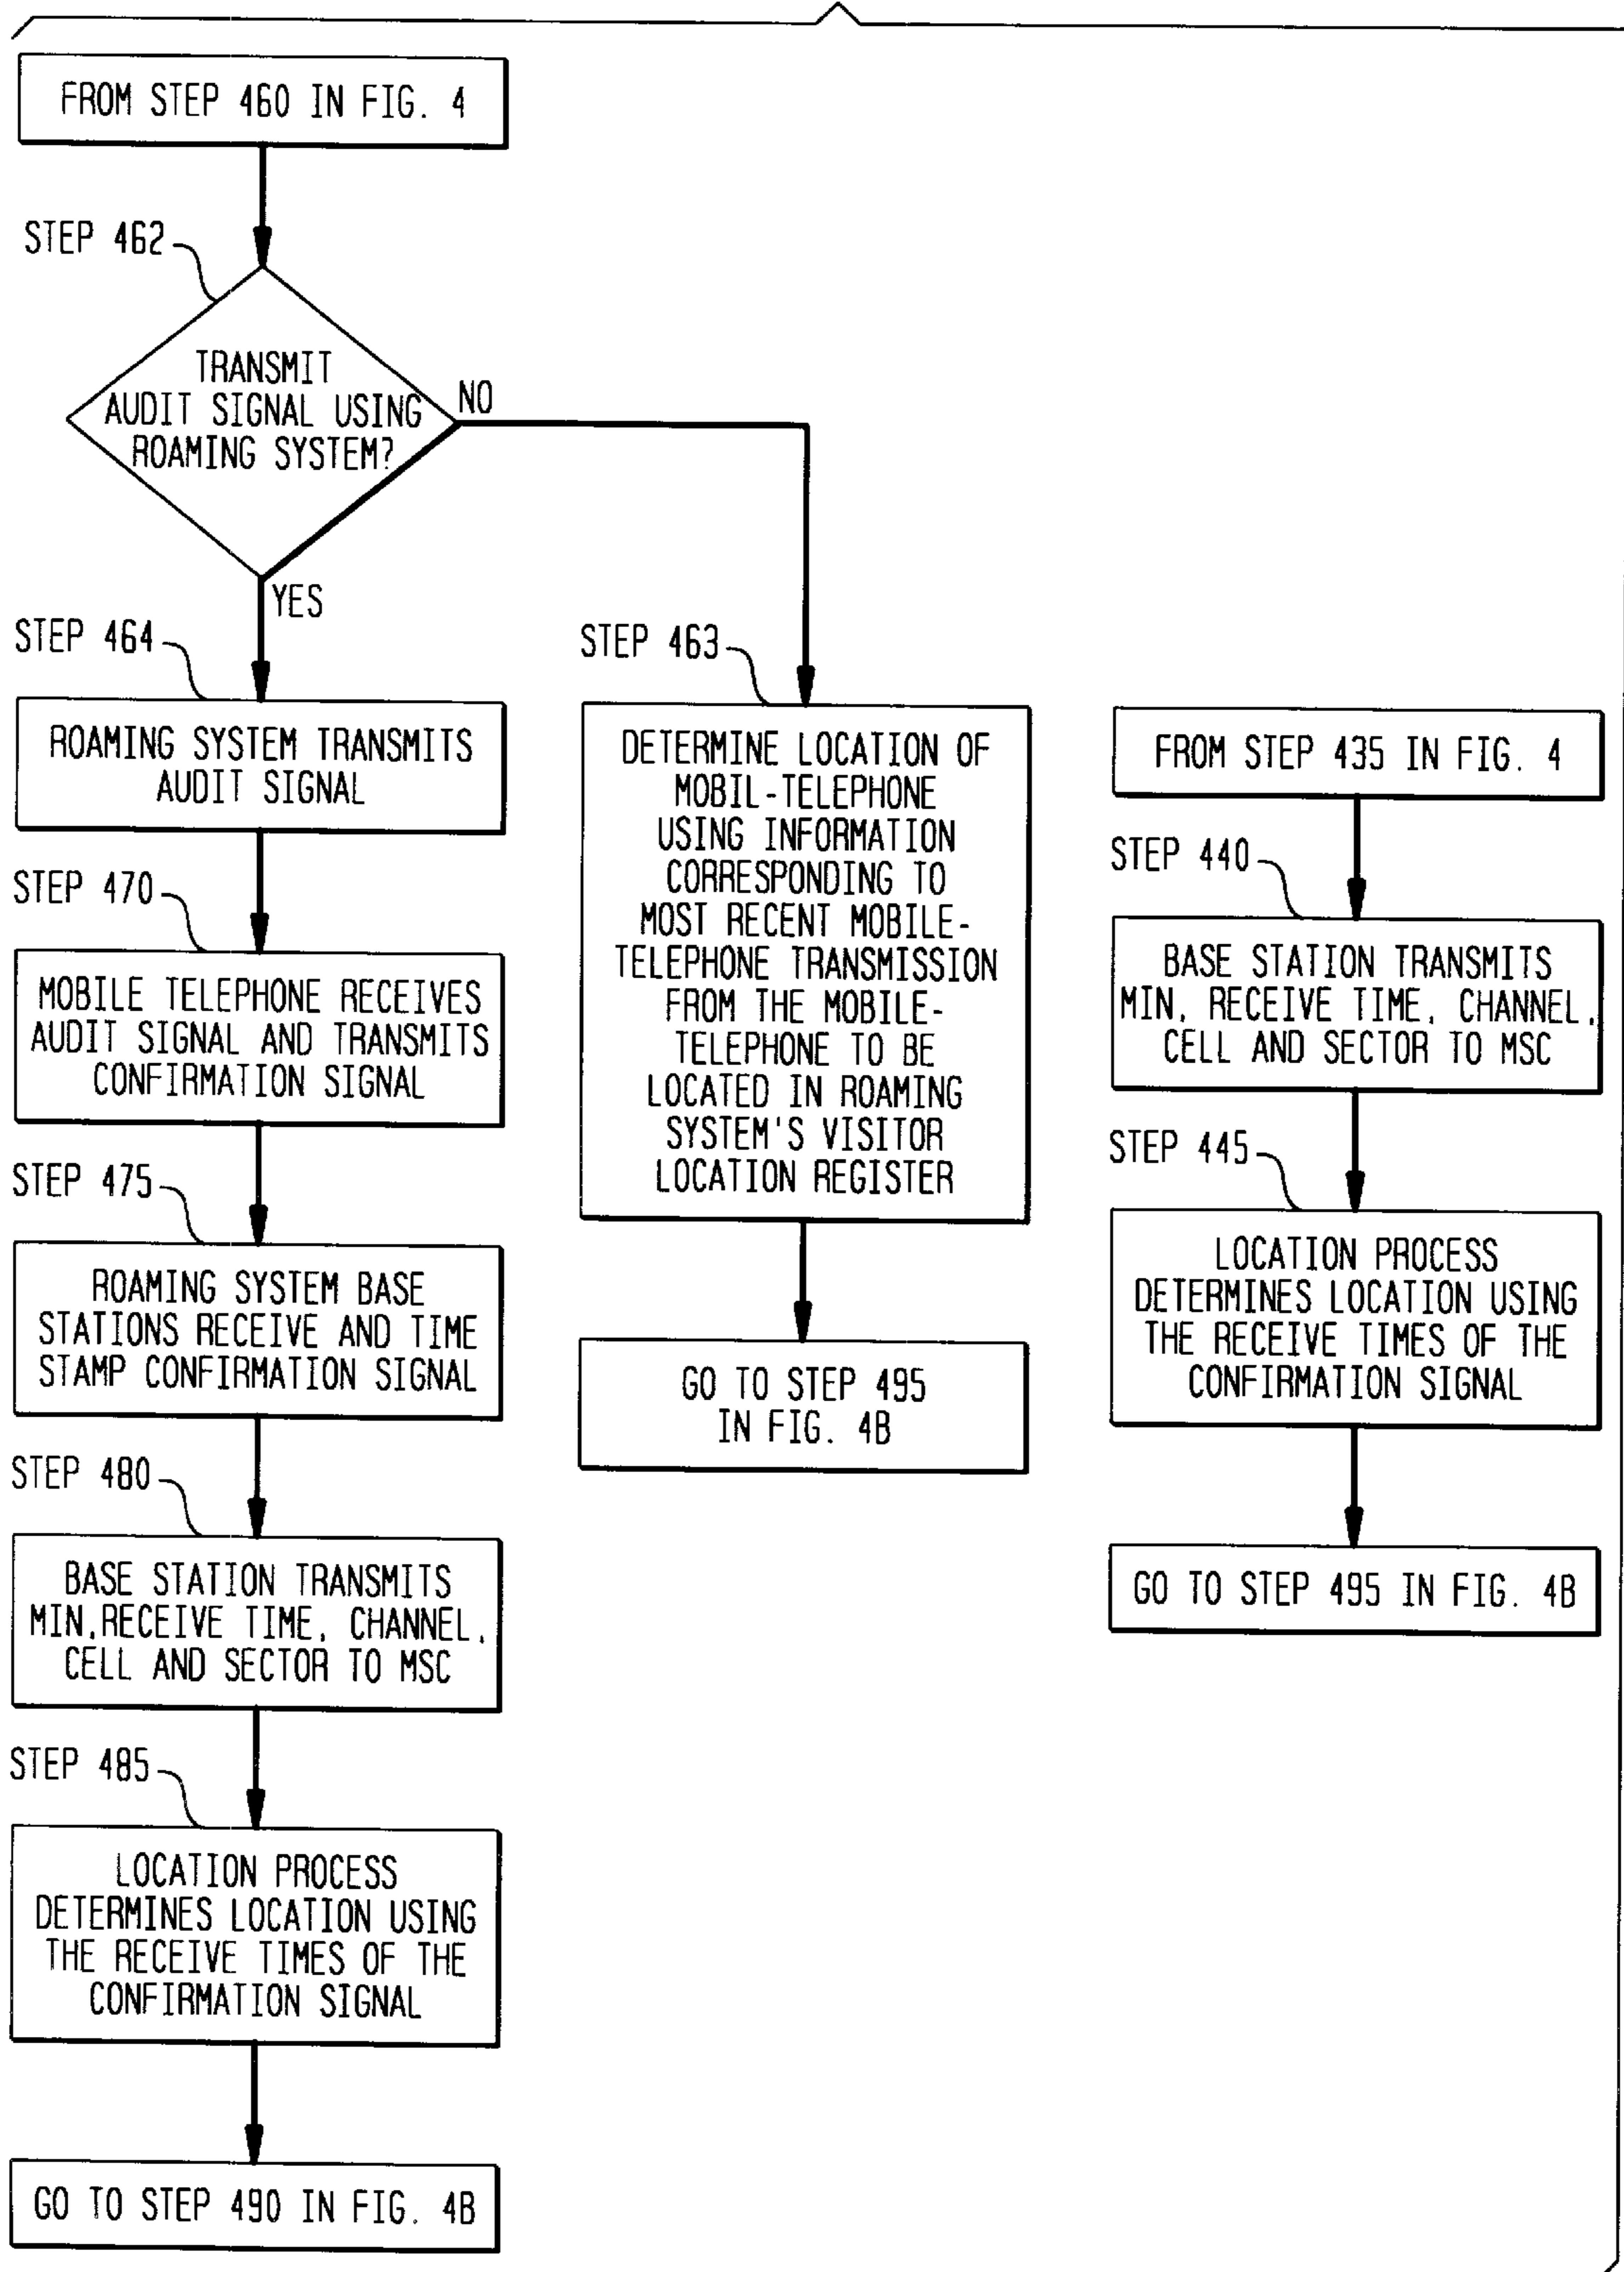 FROM STEP 460 IN FIG. 4
STEP 462
TRANSMIT
AUDIT SIGNAL USING
ROAMING SYSTEM?
NO
YES
STEP 464
ROAMING SYSTEM TRANSMITS
AUDIT SIGNAL
STEP 470
MOBILE TELEPHONE RECEIVES
AUDIT SIGNAL AND TRANSMITS
CONFIRMATION SIGNAL
STEP 475
ROAMING SYSTEM BASE
STATIONS RECEIVE AND TIME
STAMP CONFIRMATION SIGNAL
STEP 480
BASE STATION TRANSMITS
MIN, RECEIVE TIME, CHANNEL,
CELL AND SECTOR TO MSC
STEP 485
LOCATION PROCESS
DETERMINES LOCATION USING
THE RECEIVE TIMES OF THE
CONFIRMATION SIGNAL
GO TO STEP 490 IN FIG. 4B
STEP 463
DETERMINE LOCATION OF
MOBIL-TELEPHONE
USING INFORMATION
CORRESPONDING TO
MOST RECENT MOBILE-
TELEPHONE TRANSMISSION
FROM THE MOBILE-
TELEPHONE TO BE
LOCATED IN ROAMING
SYSTEM'S VISITOR
LOCATION REGISTER
GO TO STEP 495
IN FIG. 4B
FROM STEP 435 IN FIG. 4
STEP 440
BASE STATION TRANSMITS
MIN, RECEIVE TIME, CHANNEL,
CELL AND SECTOR TO MSC
STEP 445
LOCATION PROCESS
DETERMINES LOCATION USING
THE RECEIVE TIMES OF THE
CONFIRMATION SIGNAL
GO TO STEP 495 IN FIG. 4B